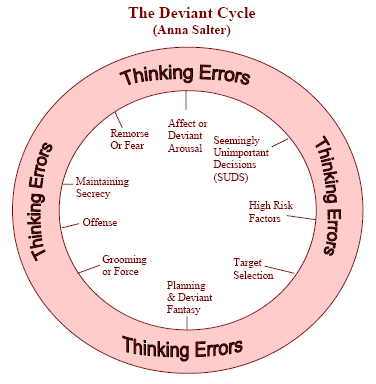 The Deviant Cycle
(Anna Salter)
Thinking Errors
Affect or
Deviant
Arousal
Seemingly
Unimportant
Decisions
(SUDS)
Thinking Errors
High Risk
Factors
Target
Selection
Planning
& Deviant
Fantasy
Thinking Errors
Grooming
or Force
Offense
Maintaining
Secrecy
Thinking Errors
Remorse
Or Fear